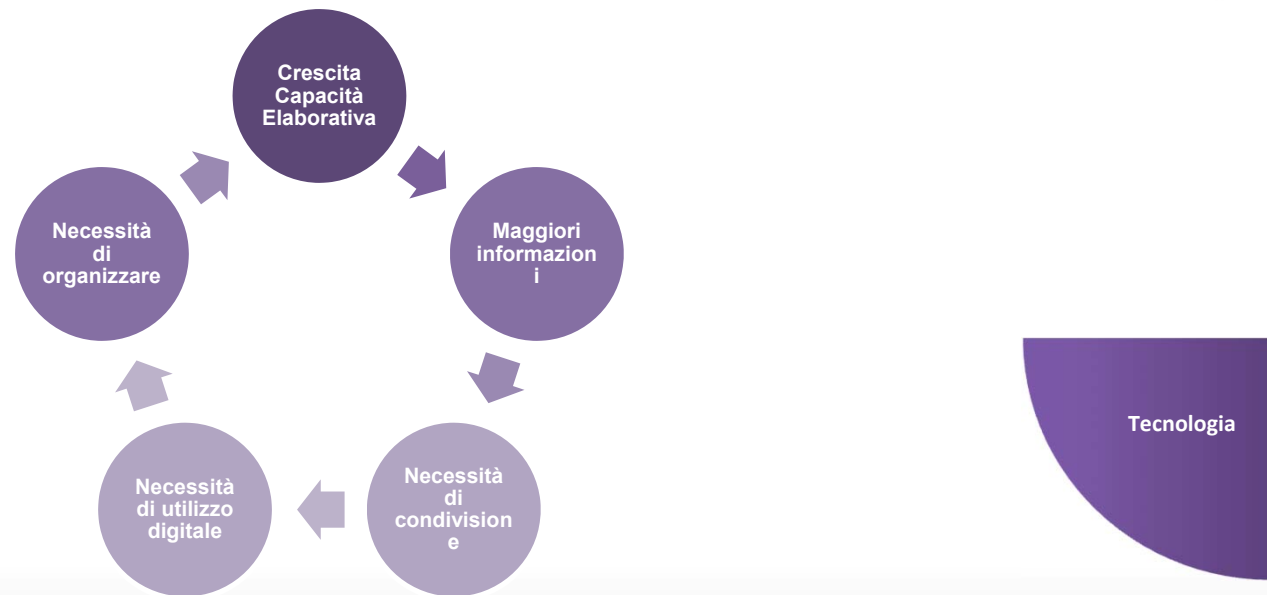 Crescita
Capacità
Elaborativa
Maggiori
informazion
i
Necessità
di
condivision
e
Necessità
di utilizzo
digitale
Necessità
di
organizzare
Tecnologia